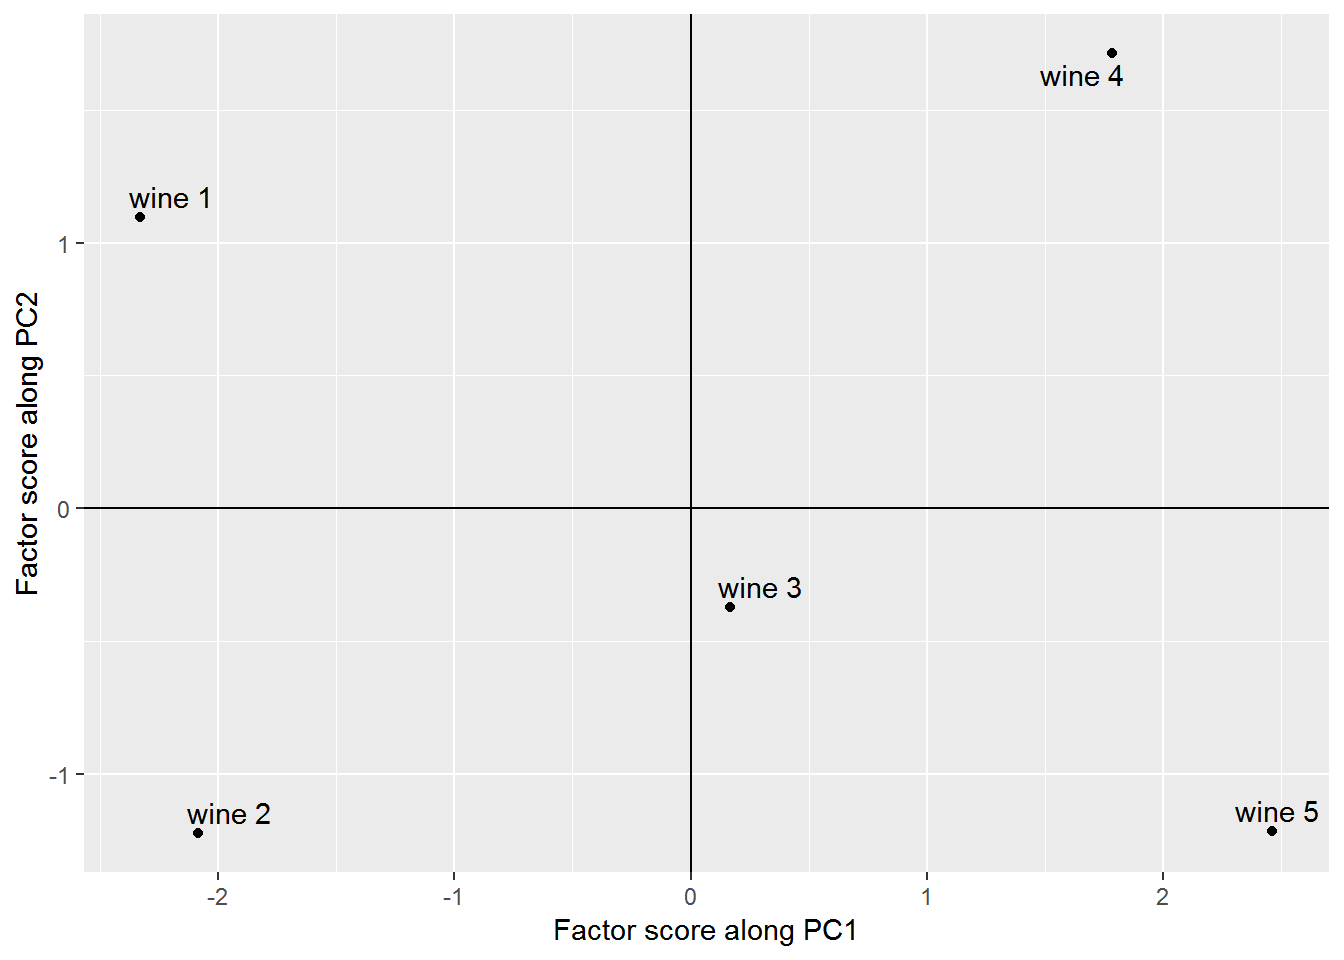 wine 4
wine 1
1
Factor score along PC2
0
wine 3
-1
wine 2
wine 5
-2 -1 0 1 2
Factor score along PC1